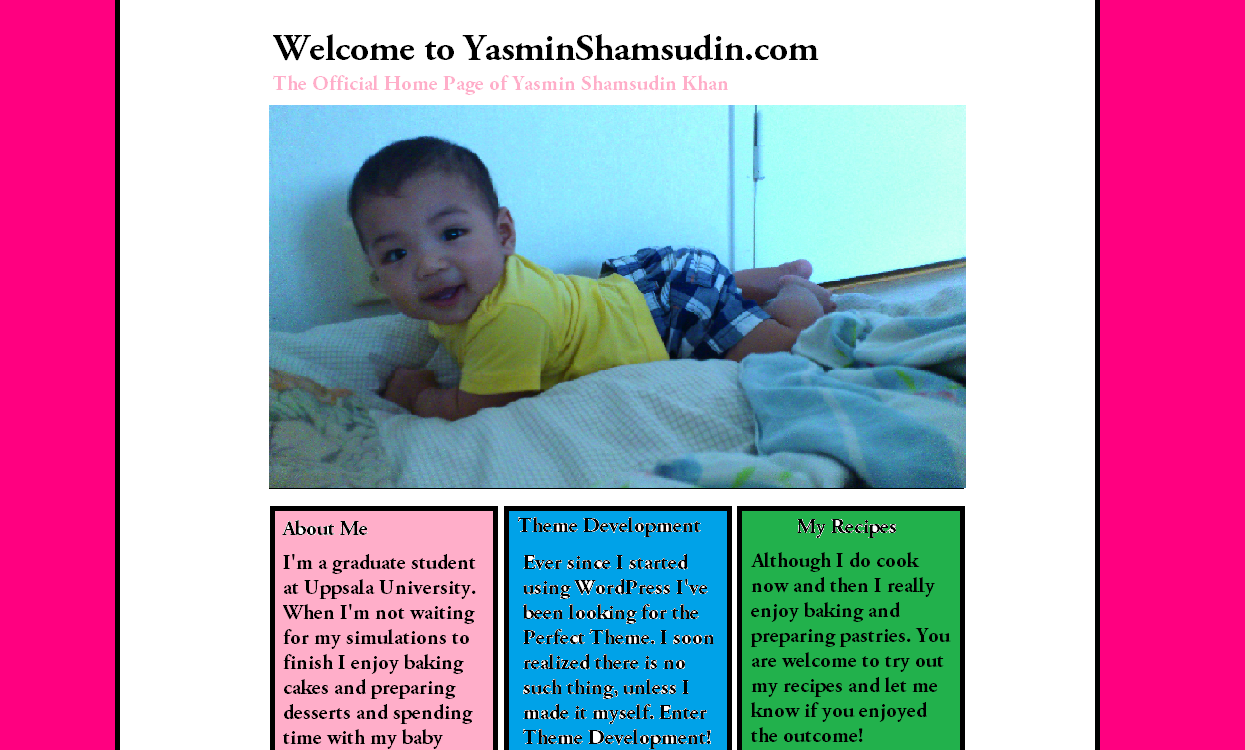 Welcome to YasminShamsudin.com
The Official Home Page of Yasmin Shamsudin Khan
About Me
I'm a graduate student
at Uppsala University.
When I'm not waiting
for my simulations to
finish I enjoy baking
cakes and preparing
desserts and spending
time with my baby
Theme Development
Ever since I started
using WordPress I've
been looking for the
Perfect Theme. I soon
realized there is no
such thing, unless I
made it myself. Enter
Theme Development!
My Recipes
Although I do cook
now and then I really
enjoy baking and
preparing pastries. You
are welcome to try out
my recipes and let me
know if you enjoyed
the outcome!